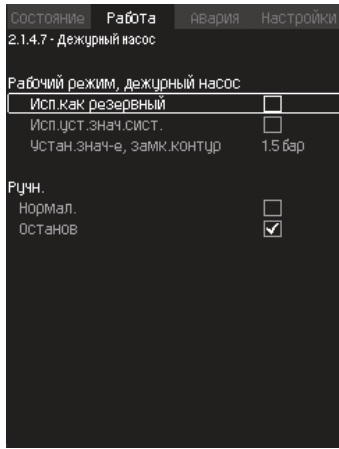 Состояние Работа Авария Настройки
2.1.4.7 - Дежурный насос
Рабочий режим, дежурный насос
Исп.как резервный
Исп.уст.знач.сист.
Устан.знач-е, замк.контур 1.5 бар
Ручн.
Нормал.
Останов